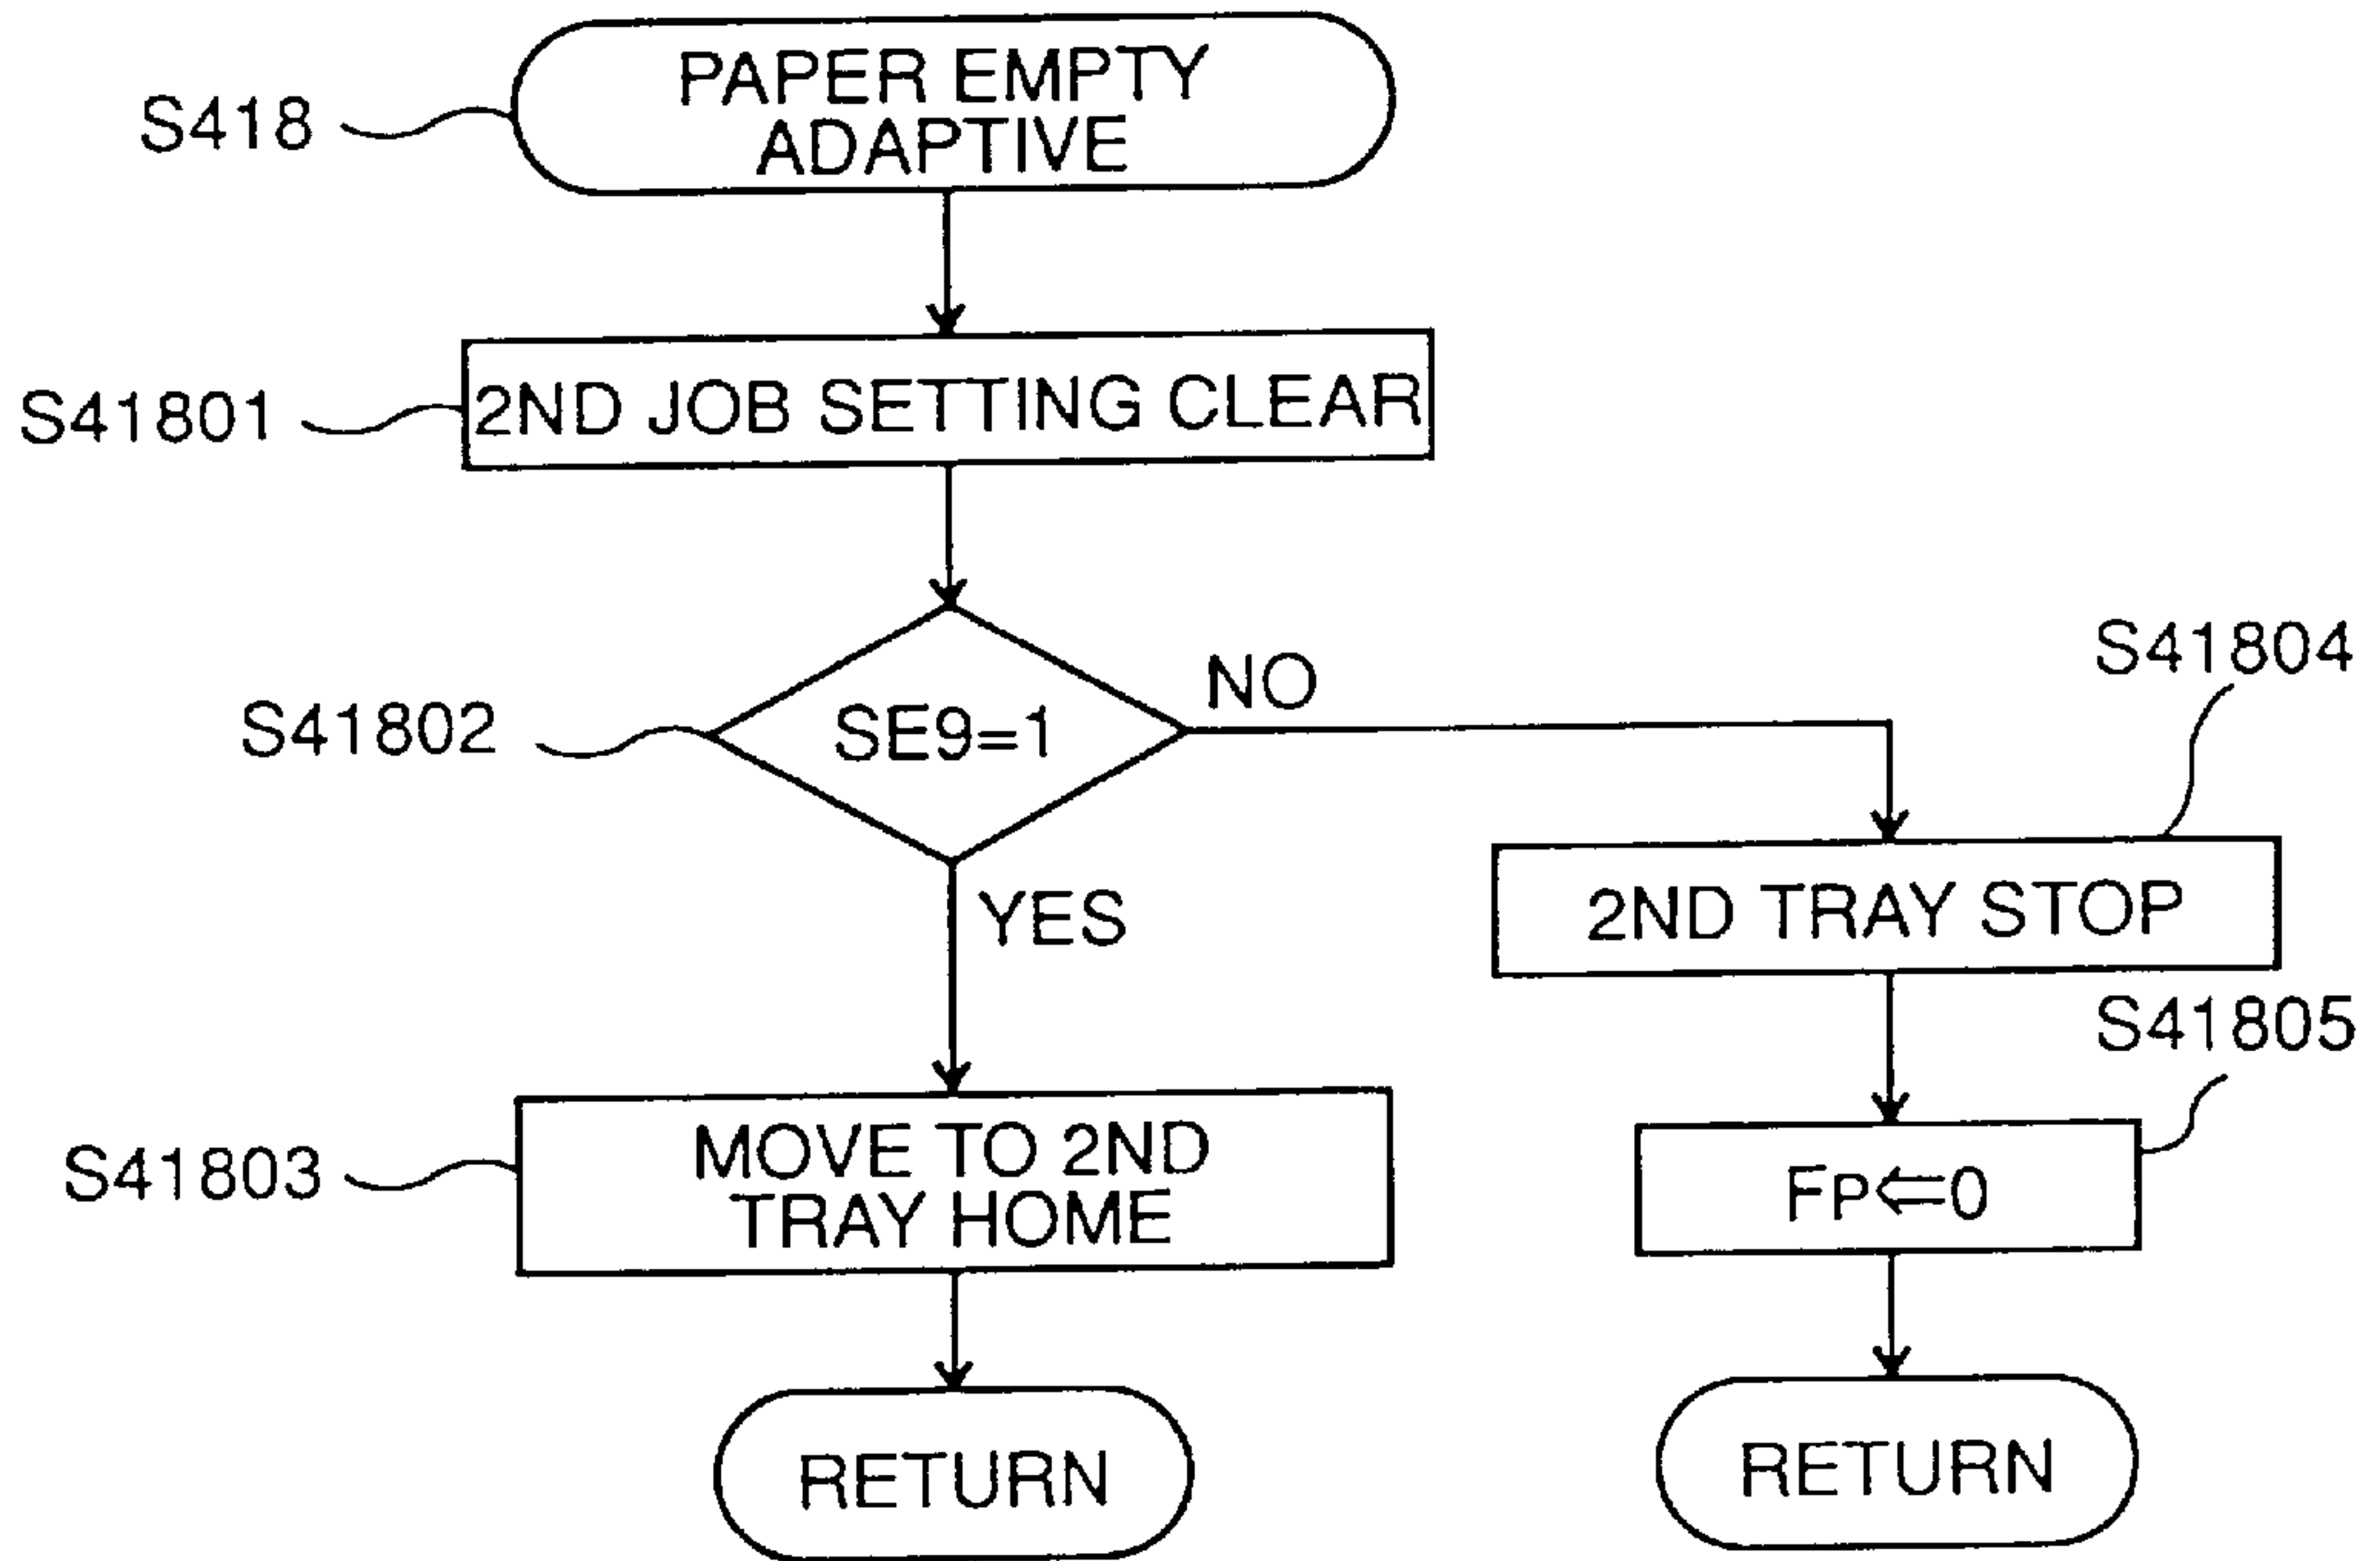 PAPER EMPTY
ADAPTIVE
S418
2ND JOB SETTING CLEAR
S41801
SE9=1
S41802
NO
YES
S41804
2ND TRAY STOP
S41805
Fp⇐0
MOVE TO 2ND
TRAY HOME
S41803
RETURN
RETURN